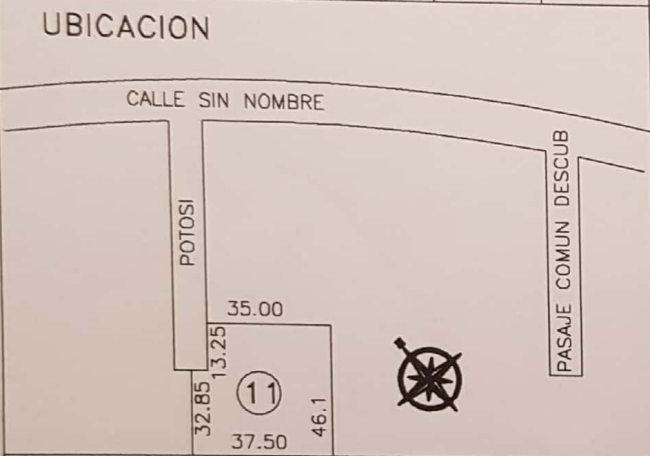 UBICACION
CALLE SIN NOMBRE
POTOSI
PASAJE COMUN DESCUB
35.00
13.25
11
32.85
46.1
37.50